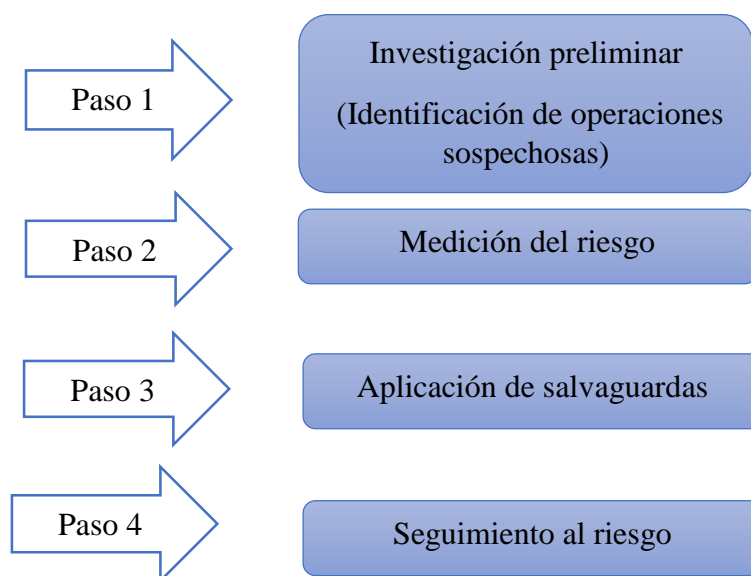 Paso 1
Investigación preliminar
(Identificación de operaciones
sospechosas)
Paso 2
Medición del riesgo
Paso 3
Aplicación de salvaguardas
Paso 4
Seguimiento al riesgo